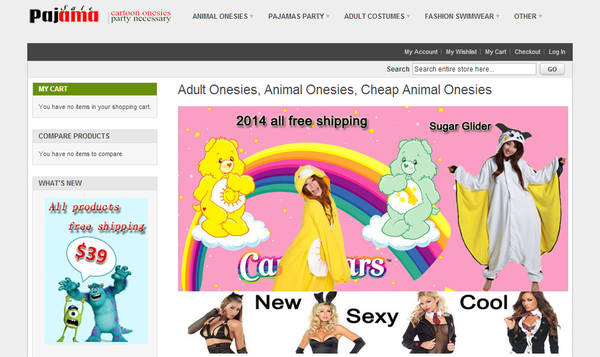 Sale
Pajama
cartoon onesies
party necessary
ANIMAL ONESIES
PAJAMAS PARTY
ADULT COSTUMES
FASHION SWIMWEAR
OTHER
My Account
My Wishlist
My Cart
Checkout
Log In
Search
Search entire store here...
GO
MY CART
You have no items in your shopping cart.
COMPARE PRODUCTS
You have no items to compare.
WHAT'S NEW
All products
free shipping
$39
Adult Onesies, Animal Onesies, Cheap Animal Onesies
2014 all free shipping
Sugar Glider
Ca
ars
New
Sexy
Cool